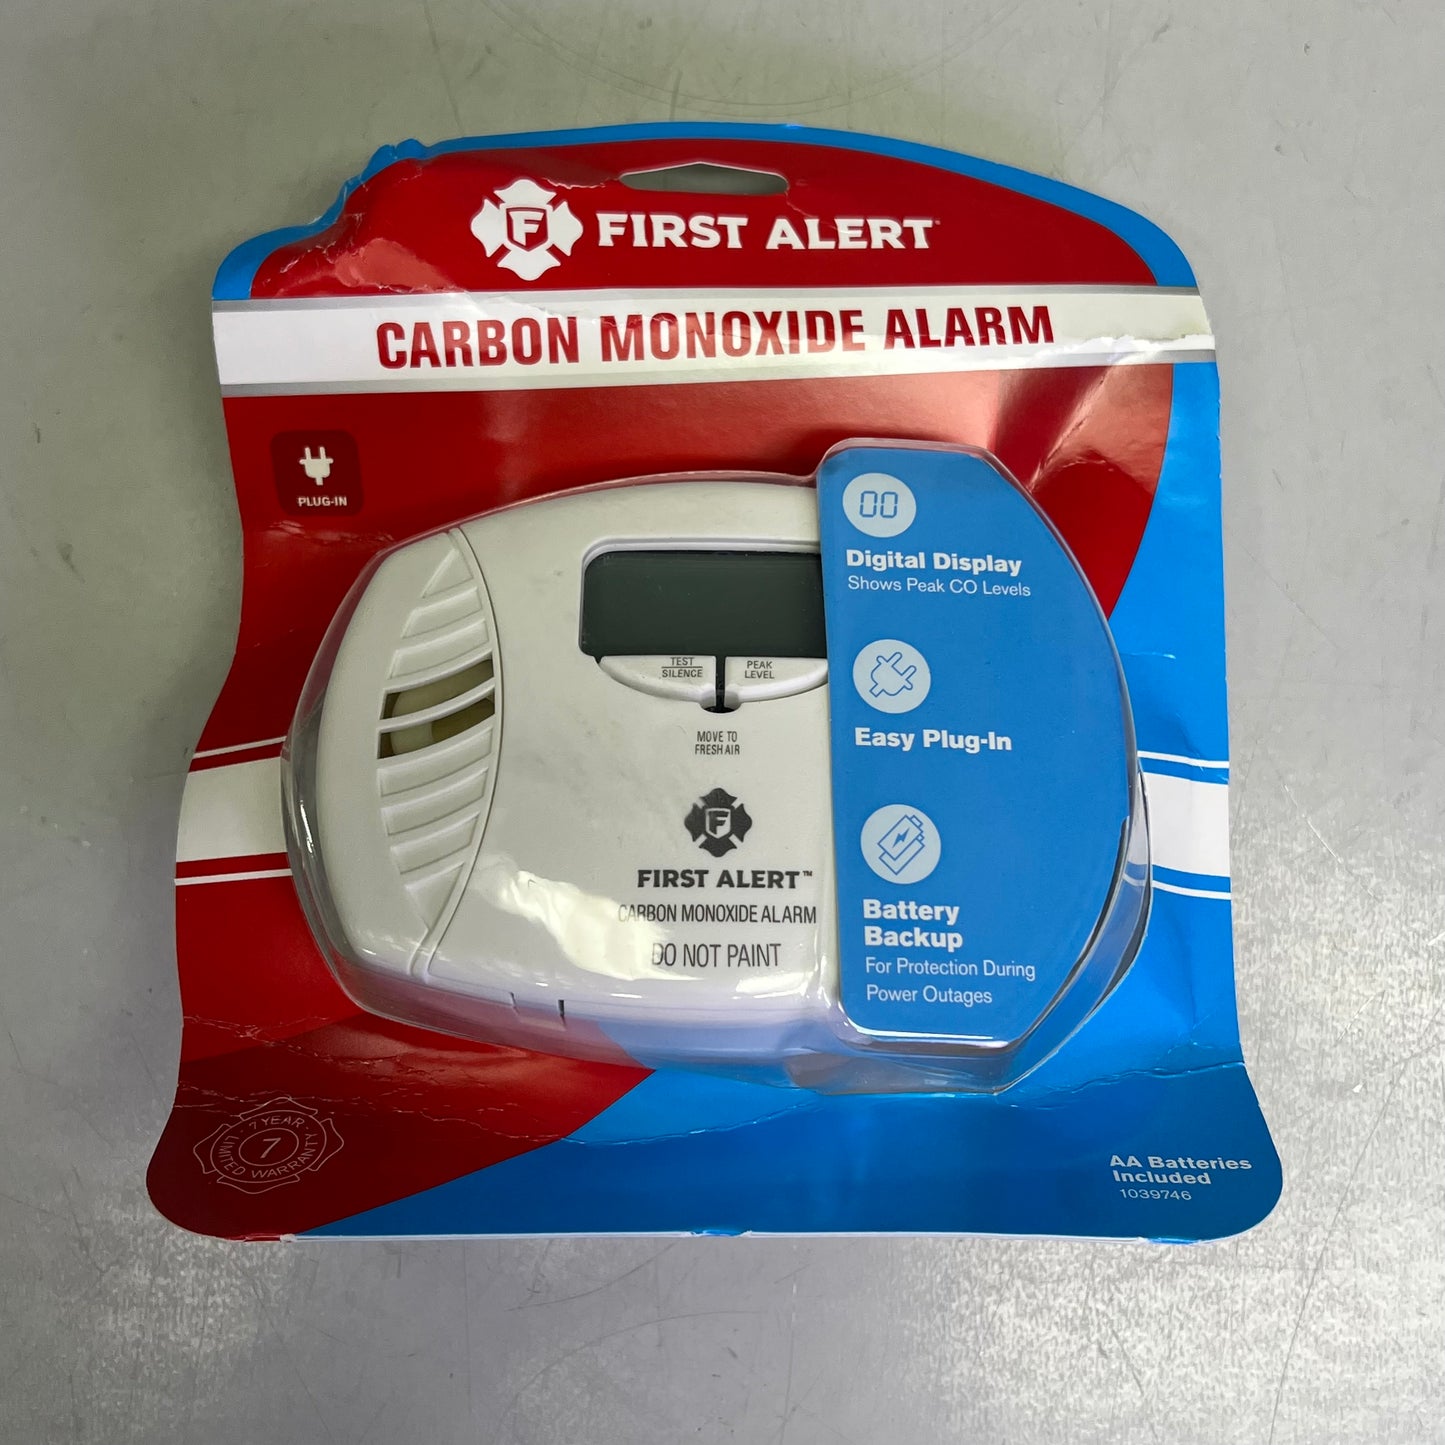 FIRST ALERT
CARBON MONOXIDE ALARM
PLUG-IN
00
Digital Display
Shows Peak CO Levels
Easy Plug-In
Battery
Backup
For Protection During
Power Outages
TEST
SILENCE
PEAK
LEVEL
MOVE TO
FRESH AIR
F
FIRST ALERT™
CARBON MONOXIDE ALARM
DO NOT PAINT
7 YEAR
7
LIMITED WARRANTY
AA Batteries
Included
1039746